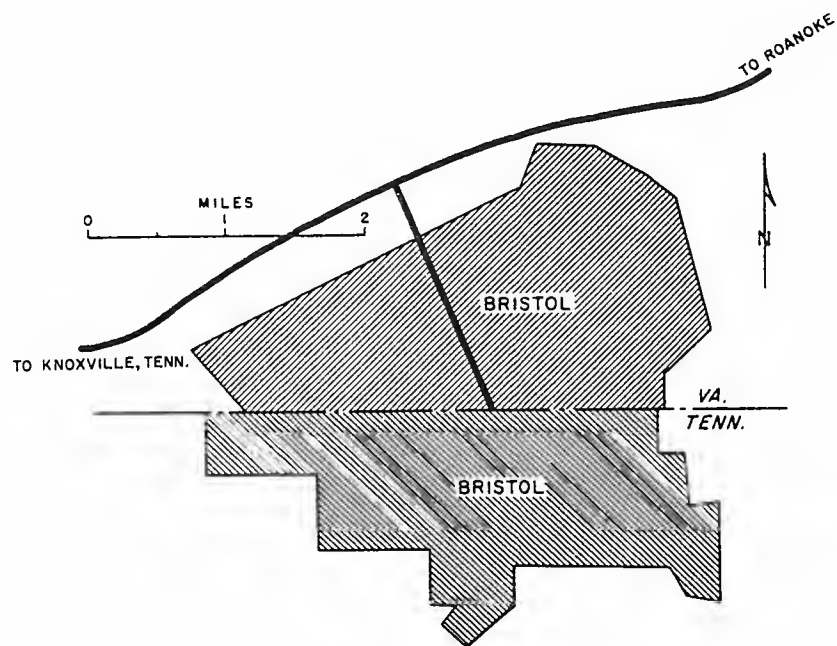 TO ROANOKE
MILES
0 1 2
N
BRISTOL
TO KNOXVILLE, TENN.
VA.
TENN.
BRISTOL